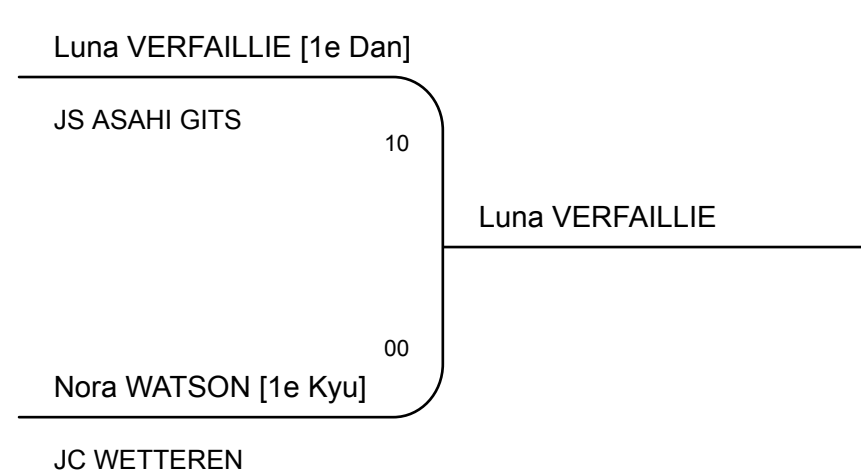 Luna VERFAILLIE [1e Dan]
JS ASAHI GITS
10
Luna VERFAILLIE
00
Nora WATSON [1e Kyu]
JC WETTEREN